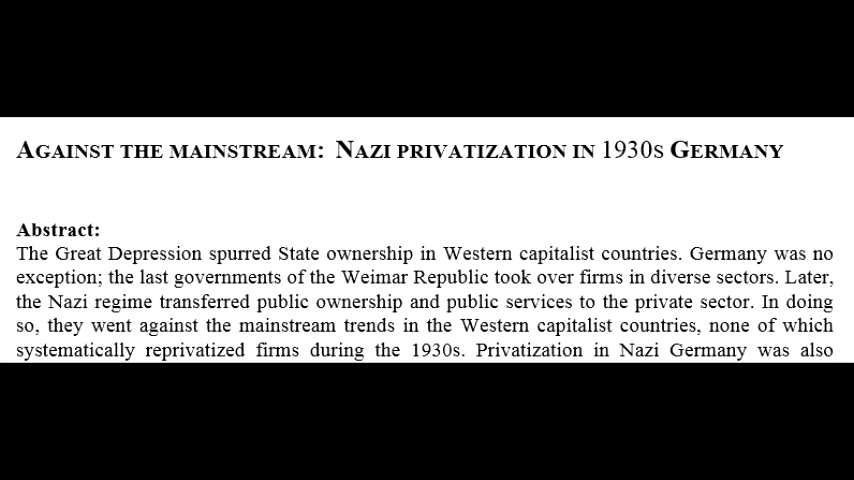 AGAINST THE MAINSTREAM: NAZI PRIVATIZATION IN 1930S GERMANY
Abstract:
The Great Depression spurred State ownership in Western capitalist countries. Germany was no
exception; the last governments of the Weimar Republic took over firms in diverse sectors. Later,
the Nazi regime transferred public ownership and public services to the private sector. In doing
so, they went against the mainstream trends in the Western capitalist countries, none of which
systematically reprivatized firms during the 1930s. Privatization in Nazi Germany was also